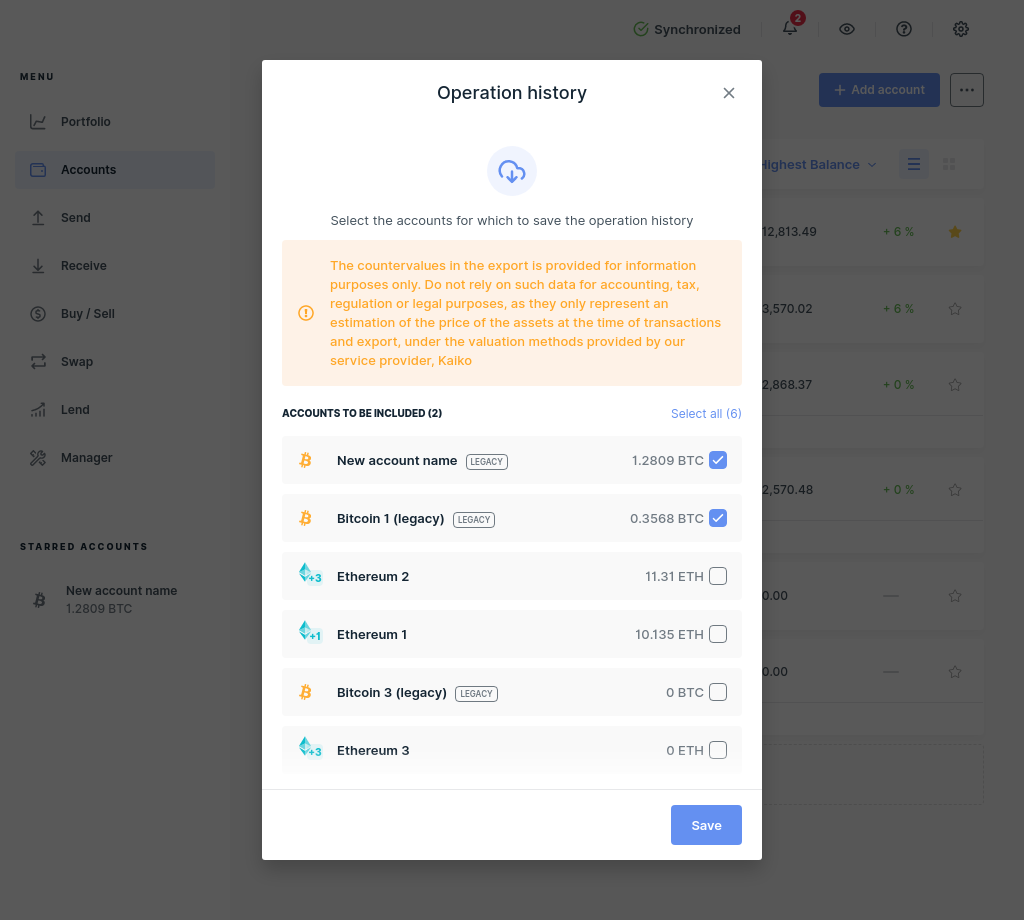 Synchronized
2
MENU
Portfolio
Accounts
Send
Receive
Buy / Sell
Swap
Lend
Manager
STARRED ACCOUNTS
New account name
1.2809 BTC
+ Add account
Highest Balance
12,813.49 + 6 %
3,570.02 + 6 %
2,868.37 + 0 %
2,570.48 + 0 %
0.00 —
0.00 —
Operation history
Select the accounts for which to save the operation history
The countervalues in the export is provided for information
purposes only. Do not rely on such data for accounting, tax,
regulation or legal purposes, as they only represent an
estimation of the price of the assets at the time of transactions
and export, under the valuation methods provided by our
service provider, Kaiko
ACCOUNTS TO BE INCLUDED (2) Select all (6)
New account name LEGACY 1.2809 BTC
Bitcoin 1 (legacy) LEGACY 0.3568 BTC
+3 Ethereum 2 11.31 ETH
+1 Ethereum 1 10.135 ETH
Bitcoin 3 (legacy) LEGACY 0 BTC
+3 Ethereum 3 0 ETH
Save